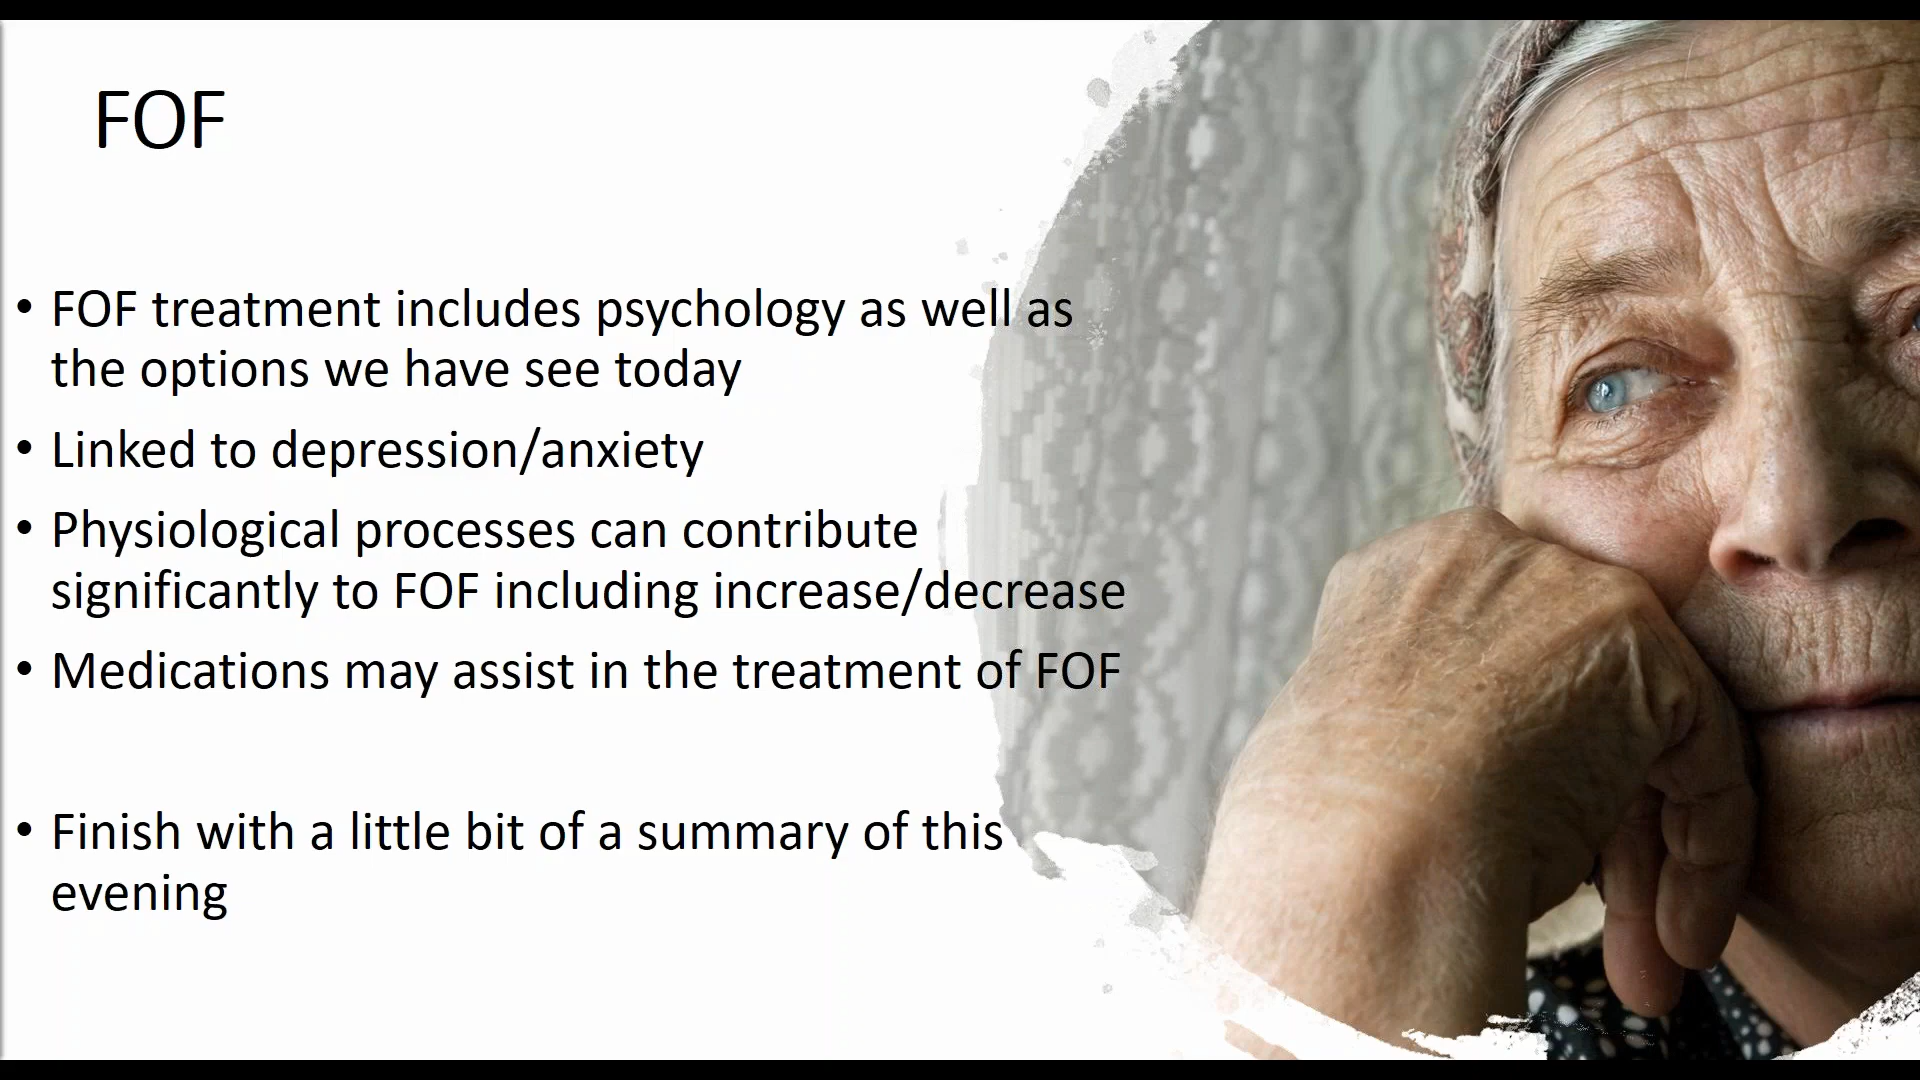 FOF
• FOF treatment includes psychology as well as
the options we have see today
• Linked to depression/anxiety
• Physiological processes can contribute
significantly to FOF including increase/decrease
• Medications may assist in the treatment of FOF
• Finish with a little bit of a summary of this
evening